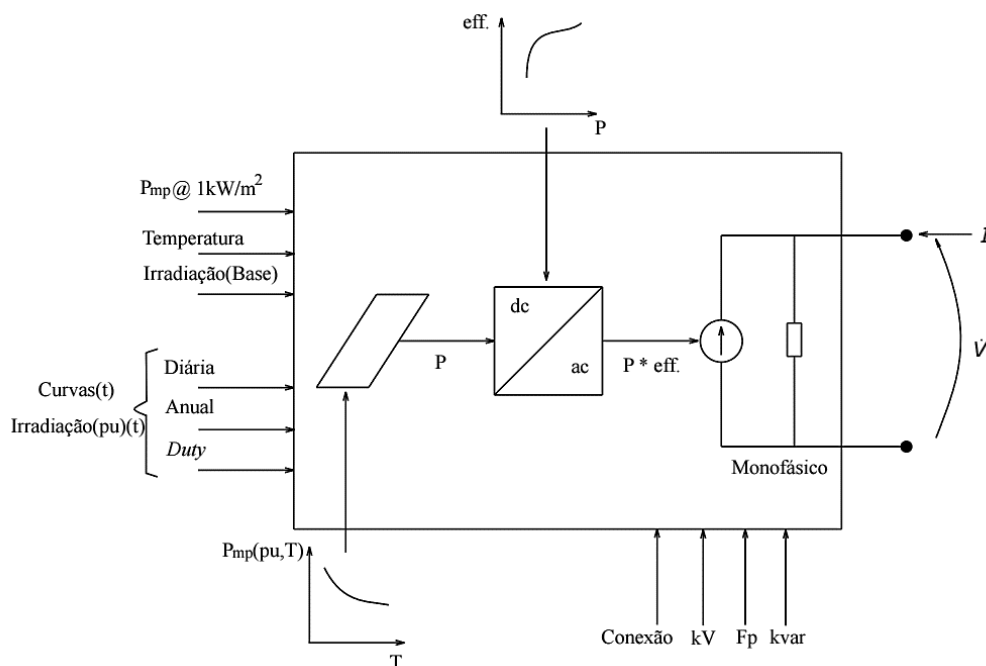 eff.
P
Pmp@ 1kW/m²
Temperatura
Irradiação(Base)
Diária
Curvas(t)
Anual
Irradiação(pu)(t)
Duty
dc
ac
P
P * eff.
Monofásico
I
V̇
Pmp(pu,T)
T
Conexão
kV
Fp
kvar